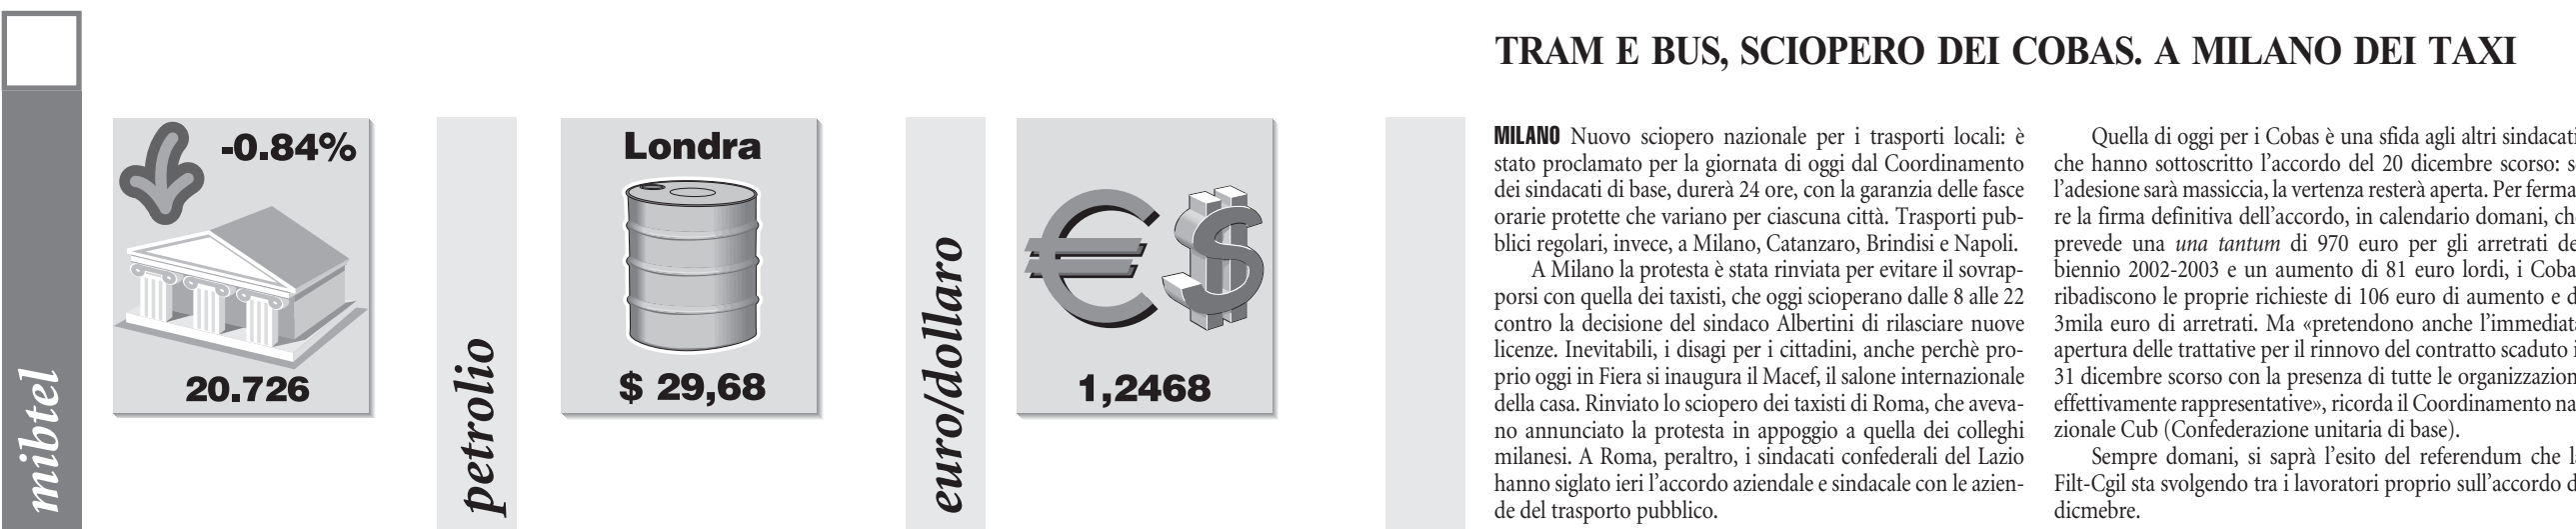 mibtel
-0.84%
20.726
petrolio
Londra
$ 29,68
euro/dollaro
€ $
1,2468
TRAM E BUS, SCIOPERO DEI COBAS. A MILANO DEI TAXI
MILANO Nuovo sciopero nazionale per i trasporti locali: è
stato proclamato per la giornata di oggi dal Coordinamento
dei sindacati di base, durerà 24 ore, con la garanzia delle fasce
orarie protette che variano per ciascuna città. Trasporti pub-
blici regolari, invece, a Milano, Catanzaro, Brindisi e Napoli.
A Milano la protesta è stata rinviata per evitare il sovrap-
porsi con quella dei taxisti, che oggi scioperano dalle 8 alle 22
contro la decisione del sindaco Albertini di rilasciare nuove
licenze. Inevitabili, i disagi per i cittadini, anche perchè pro-
prio oggi in Fiera si inaugura il Macef, il salone internazionale
della casa. Rinviato lo sciopero dei taxisti di Roma, che aveva-
no annunciato la protesta in appoggio a quella dei colleghi
milanesi. A Roma, peraltro, i sindacati confederali del Lazio
hanno siglato ieri l'accordo aziendale e sindacale con le azien-
de del trasporto pubblico.
Quella di oggi per i Cobas è una sfida agli altri sindacati
che hanno sottoscritto l'accordo del 20 dicembre scorso: s
l'adesione sarà massiccia, la vertenza resterà aperta. Per ferma-
re la firma definitiva dell'accordo, in calendario domani, ch
prevede una una tantum di 970 euro per gli arretrati de
biennio 2002-2003 e un aumento di 81 euro lordi, i Coba
ribadiscono le proprie richieste di 106 euro di aumento e d
3mila euro di arretrati. Ma «pretendono anche l'immediat
apertura delle trattative per il rinnovo del contratto scaduto i
31 dicembre scorso con la presenza di tutte le organizzazion
effettivamente rappresentative», ricorda il Coordinamento na
zionale Cub (Confederazione unitaria di base).
Sempre domani, si saprà l'esito del referendum che l
Filt-Cgil sta svolgendo tra i lavoratori proprio sull'accordo d
dicmebre.